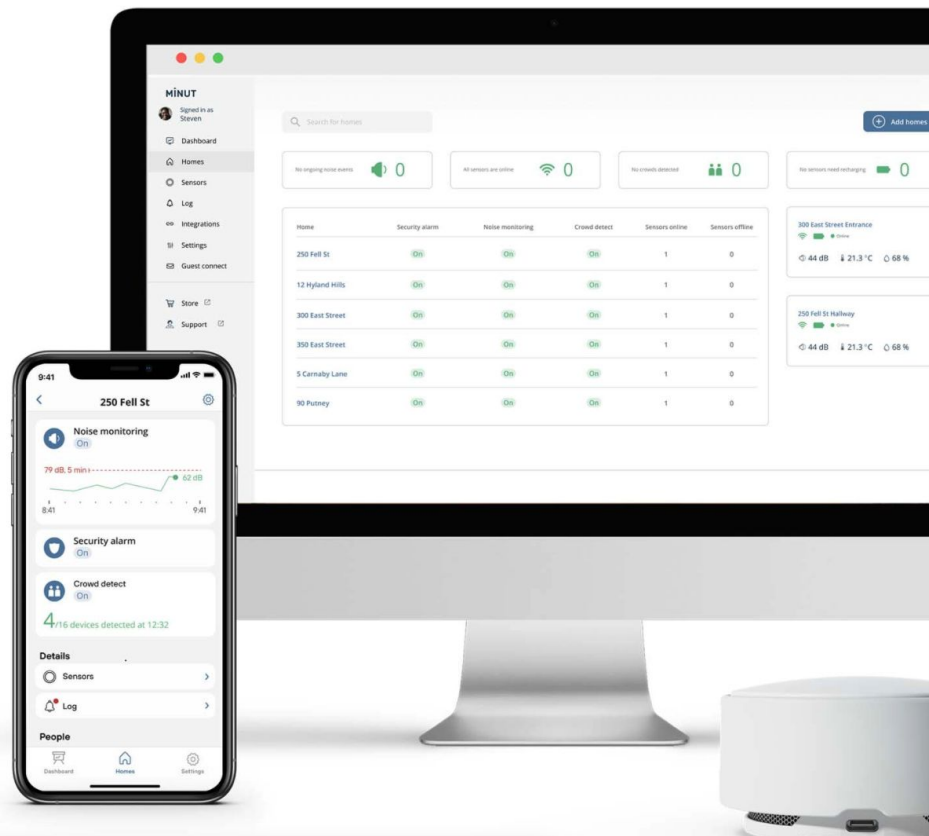 MİNUT
Signed in as
Steven
Dashboard
Homes
Sensors
Log
Integrations
Settings
Guest connect
Store
Support
Search for homes
Add homes
No ongoing noise events 0
All sensors are online 0
No crowds detected 0
No sensors need recharging 0
Home Security alarm Noise monitoring Crowd detect Sensors online Sensors offline
250 Fell St On On On 1 0
12 Hyland Hills On On On 1 0
300 East Street On On On 1 0
350 East Street On On On 1 0
5 Carnaby Lane On On On 1 0
90 Putney On On On 1 0
300 East Street Entrance
Online
44 dB 21.3 °C 68 %
250 Fell St Hallway
Online
44 dB 21.3 °C 68 %
9:41
250 Fell St
Noise monitoring
On
79 dB, 5 min
62 dB
8:41 9:41
Security alarm
On
Crowd detect
On
4/16 devices detected at 12:32
Details
Sensors
Log
People
Dashboard Homes Settings